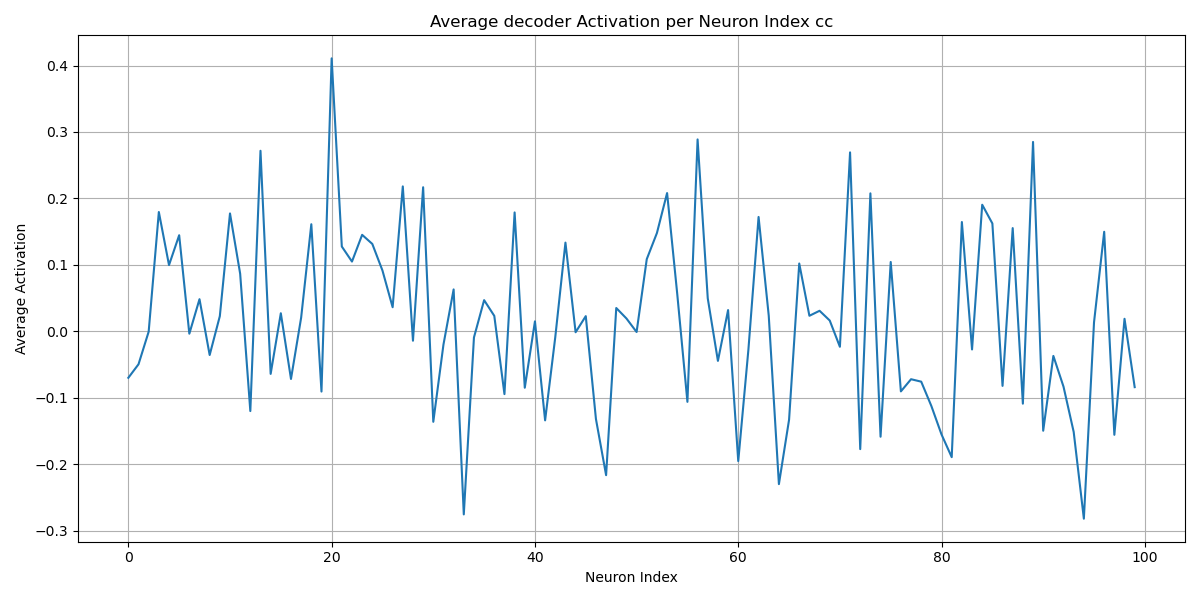 Average decoder Activation per Neuron Index cc
Average Activation
0.4
0.3
0.2
0.1
0.0
−0.1
−0.2
−0.3
0 20 40 60 80 100
Neuron Index